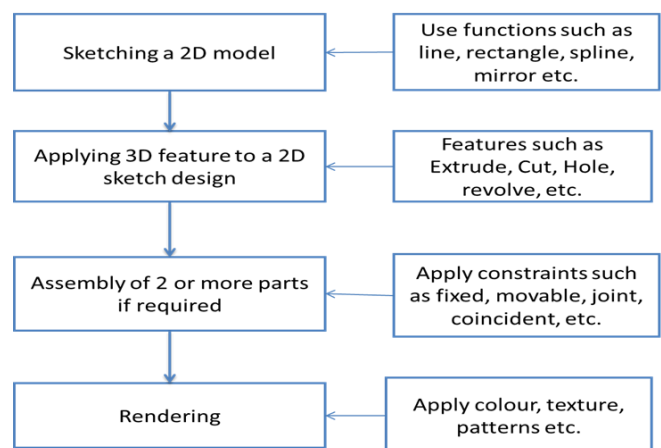 Sketching a 2D model
Use functions such as
line, rectangle, spline,
mirror etc.
Applying 3D feature to a 2D
sketch design
Features such as
Extrude, Cut, Hole,
revolve, etc.
Assembly of 2 or more parts
if required
Apply constraints such
as fixed, movable, joint,
coincident, etc.
Rendering
Apply colour, texture,
patterns etc.